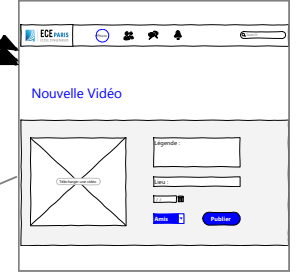 ECE PARIS
Nouvelle Vidéo
Légende :
Télécharger une vidéo
Lieu :
/ /
Amis
Publier